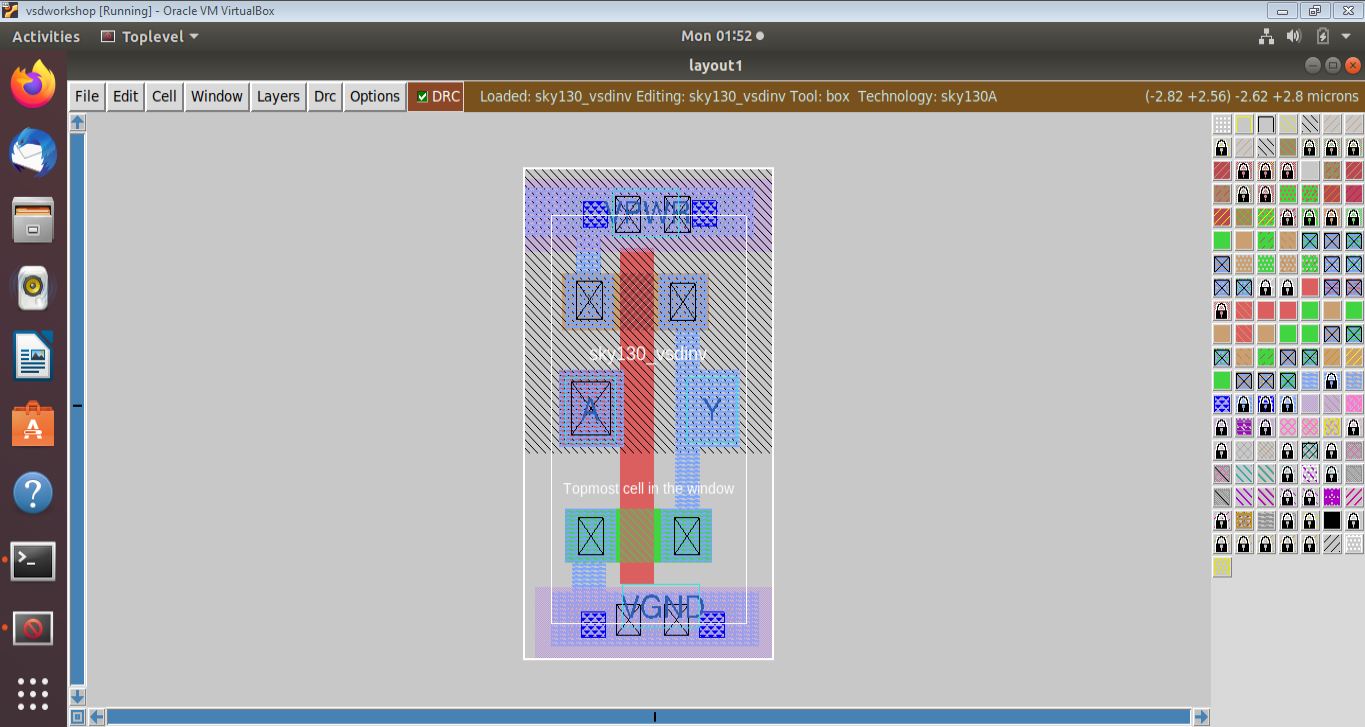 vsdworkshop [Running] - Oracle VM VirtualBox
Activities Toplevel Mon 01:52
layout1
File Edit Cell Window Layers Drc Options DRC Loaded: sky130_vsdinv Editing: sky130_vsdinv Tool: box Technology: sky130A (-2.82 +2.56) -2.62 +2.8 microns
VPWR
sky130_vsdinv
A Y
Topmost cell in the window
VGND